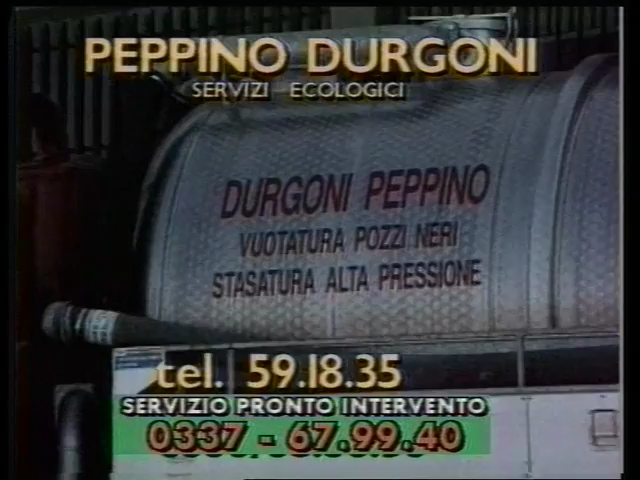 PEPPINO DURGONI
SERVIZI ECOLOGICI
DURGONI PEPPINO
VUOTATURA POZZI NERI
STASATURA ALTA PRESSIONE
tel. 59.18.35
SERVIZIO PRONTO INTERVENTO
0337 - 67.99.40